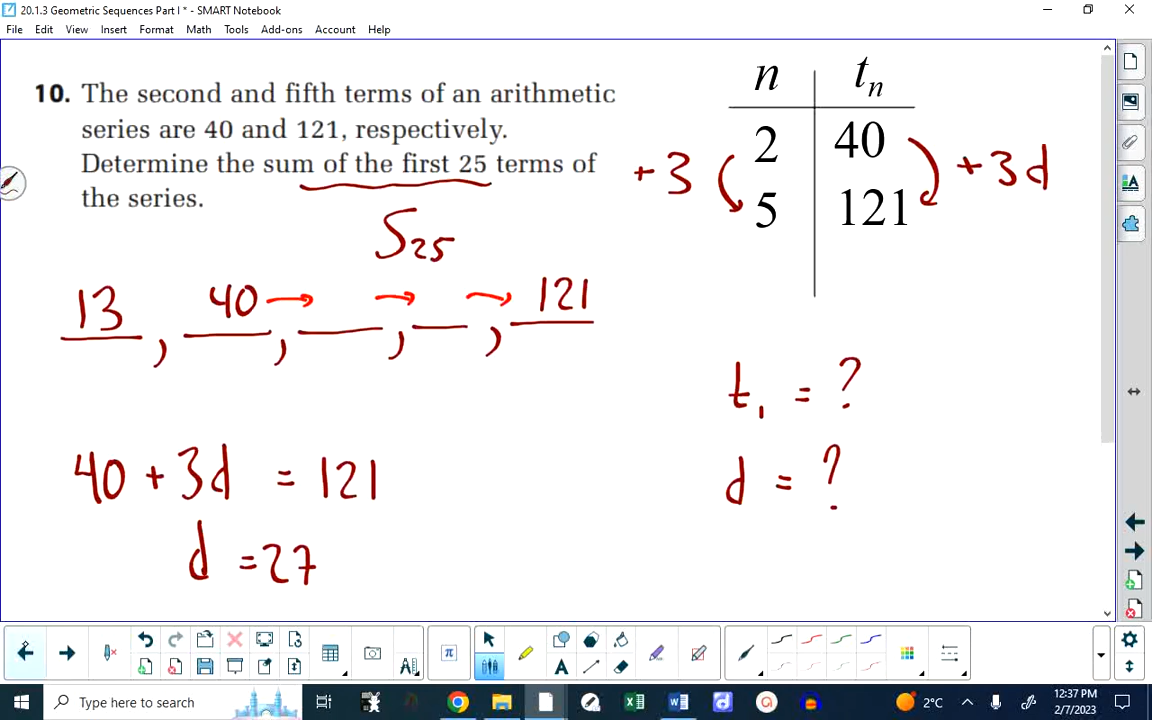 20.1.3 Geometric Sequences Part I * - SMART Notebook
File Edit View Insert Format Math Tools Add-ons Account Help
10. The second and fifth terms of an arithmetic
series are 40 and 121, respectively.
Determine the sum of the first 25 terms of
the series.
S₂₅
n tₙ
2 40
5 121
+3
+3d
13, 40, , , 121
t₁ = ?
d = ?
40 + 3d = 121
d = 27
Type here to search
2°C
12:37 PM
2/7/2023